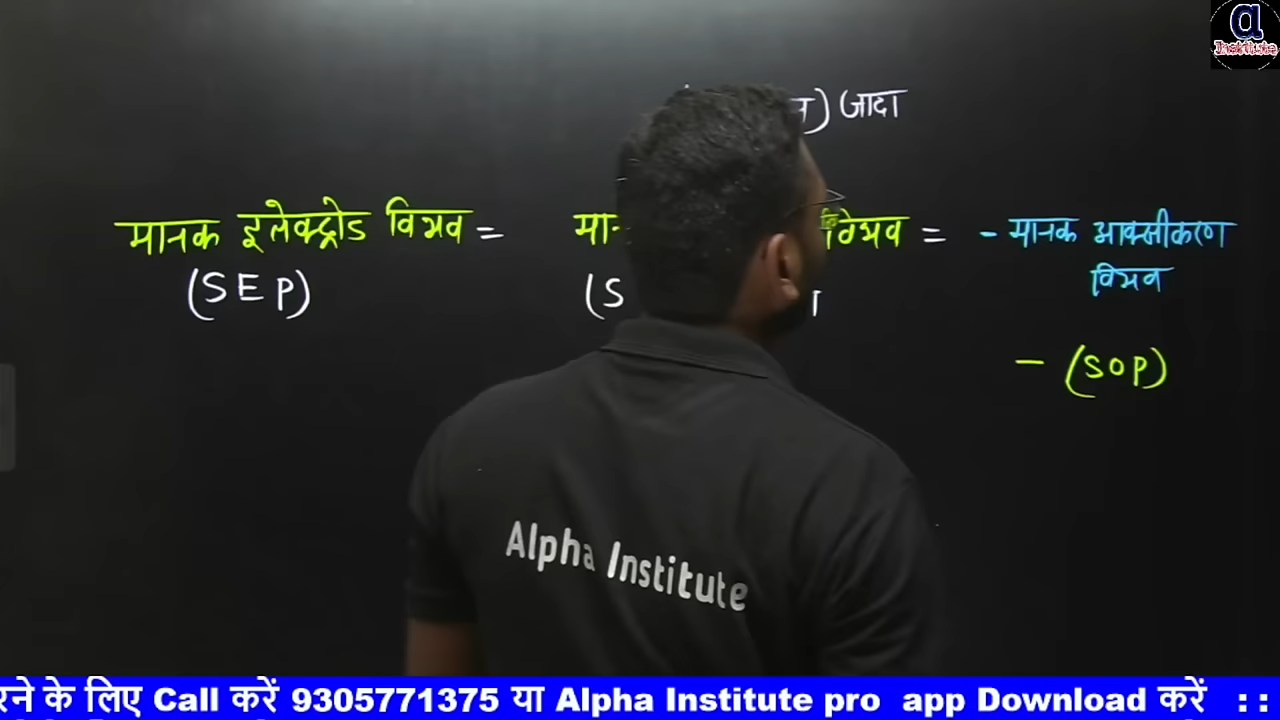 α
Institute
जादा
मानक इलेक्ट्रोड विभव = विभव = - मानक आक्सीकरण
विभव
(SEP) (S
- (SOP)
Alpha Institute
रने के लिए Call करें 9305771375 या Alpha Institute pro app Download करें : :